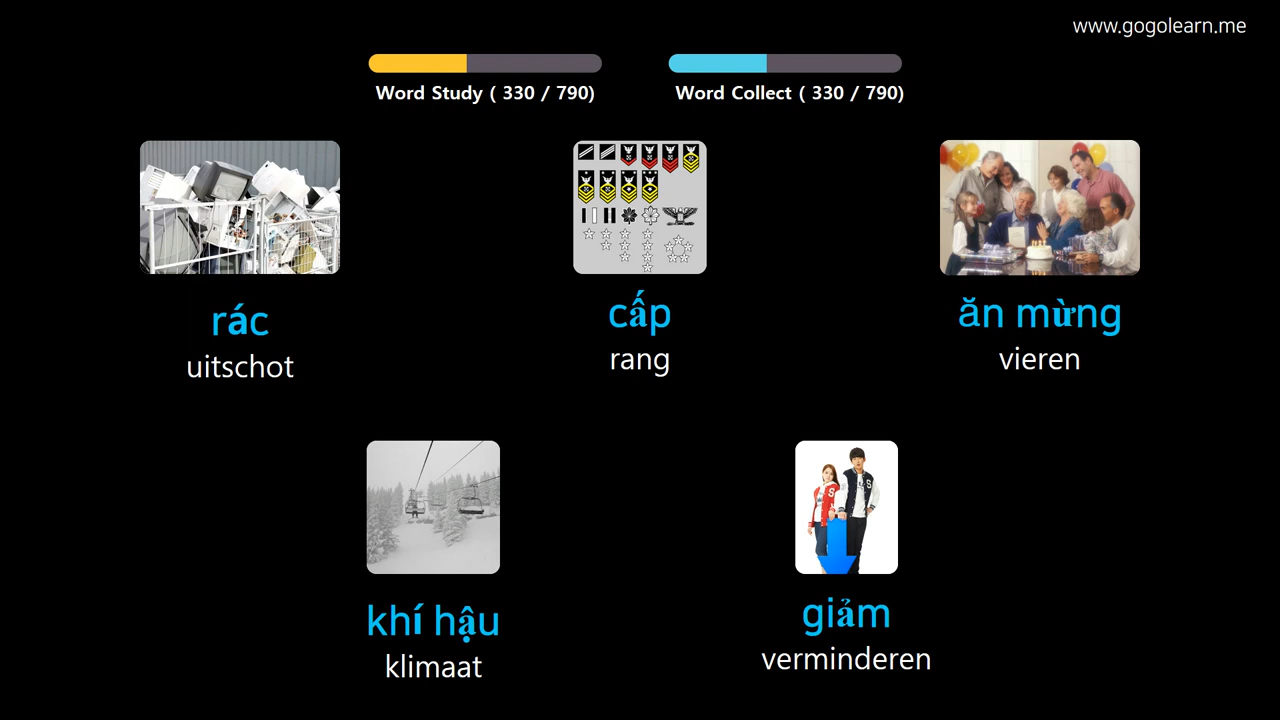 www.gogolearn.me
Word Study ( 330 / 790)
Word Collect ( 330 / 790)
rác
uitschot
cấp
rang
ăn mừng
vieren
khí hậu
klimaat
giảm
verminderen